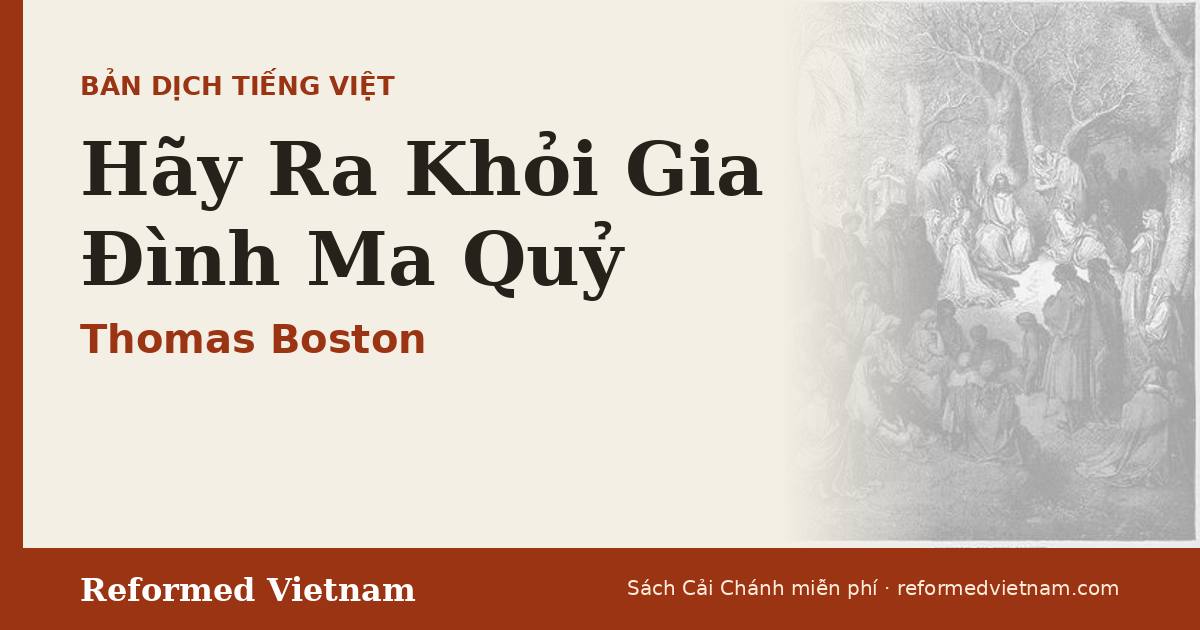 BẢN DỊCH TIẾNG VIỆT
Hãy Ra Khỏi Gia
Đình Ma Quỷ
Thomas Boston
Reformed Vietnam
Sách Cải Chánh miễn phí · reformedvietnam.com